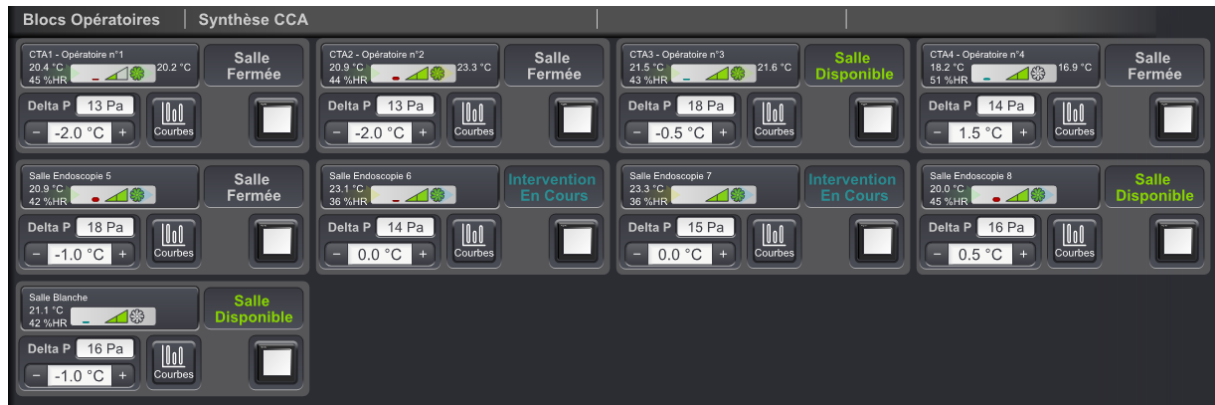 Blocs Opératoires Synthèse CCA
CTA1 - Opératoire n°1
20.4 °C
45 %HR
20.2 °C
Salle
Fermée
Delta P 13 Pa
− -2.0 °C +
Courbes
CTA2 - Opératoire n°2
20.9 °C
44 %HR
23.3 °C
Salle
Fermée
Delta P 13 Pa
− -2.0 °C +
Courbes
CTA3 - Opératoire n°3
21.5 °C
43 %HR
21.6 °C
Salle
Disponible
Delta P 18 Pa
− -0.5 °C +
Courbes
CTA4 - Opératoire n°4
18.2 °C
51 %HR
16.9 °C
Salle
Fermée
Delta P 14 Pa
− 1.5 °C +
Courbes
Salle Endoscopie 5
20.9 °C
42 %HR
Salle
Fermée
Delta P 18 Pa
− -1.0 °C +
Courbes
Salle Endoscopie 6
23.1 °C
36 %HR
Intervention
En Cours
Delta P 14 Pa
− 0.0 °C +
Courbes
Salle Endoscopie 7
23.3 °C
36 %HR
Intervention
En Cours
Delta P 15 Pa
− 0.0 °C +
Courbes
Salle Endoscopie 8
20.0 °C
45 %HR
Salle
Disponible
Delta P 16 Pa
− 0.5 °C +
Courbes
Salle Blanche
21.1 °C
42 %HR
Salle
Disponible
Delta P 16 Pa
− -1.0 °C +
Courbes